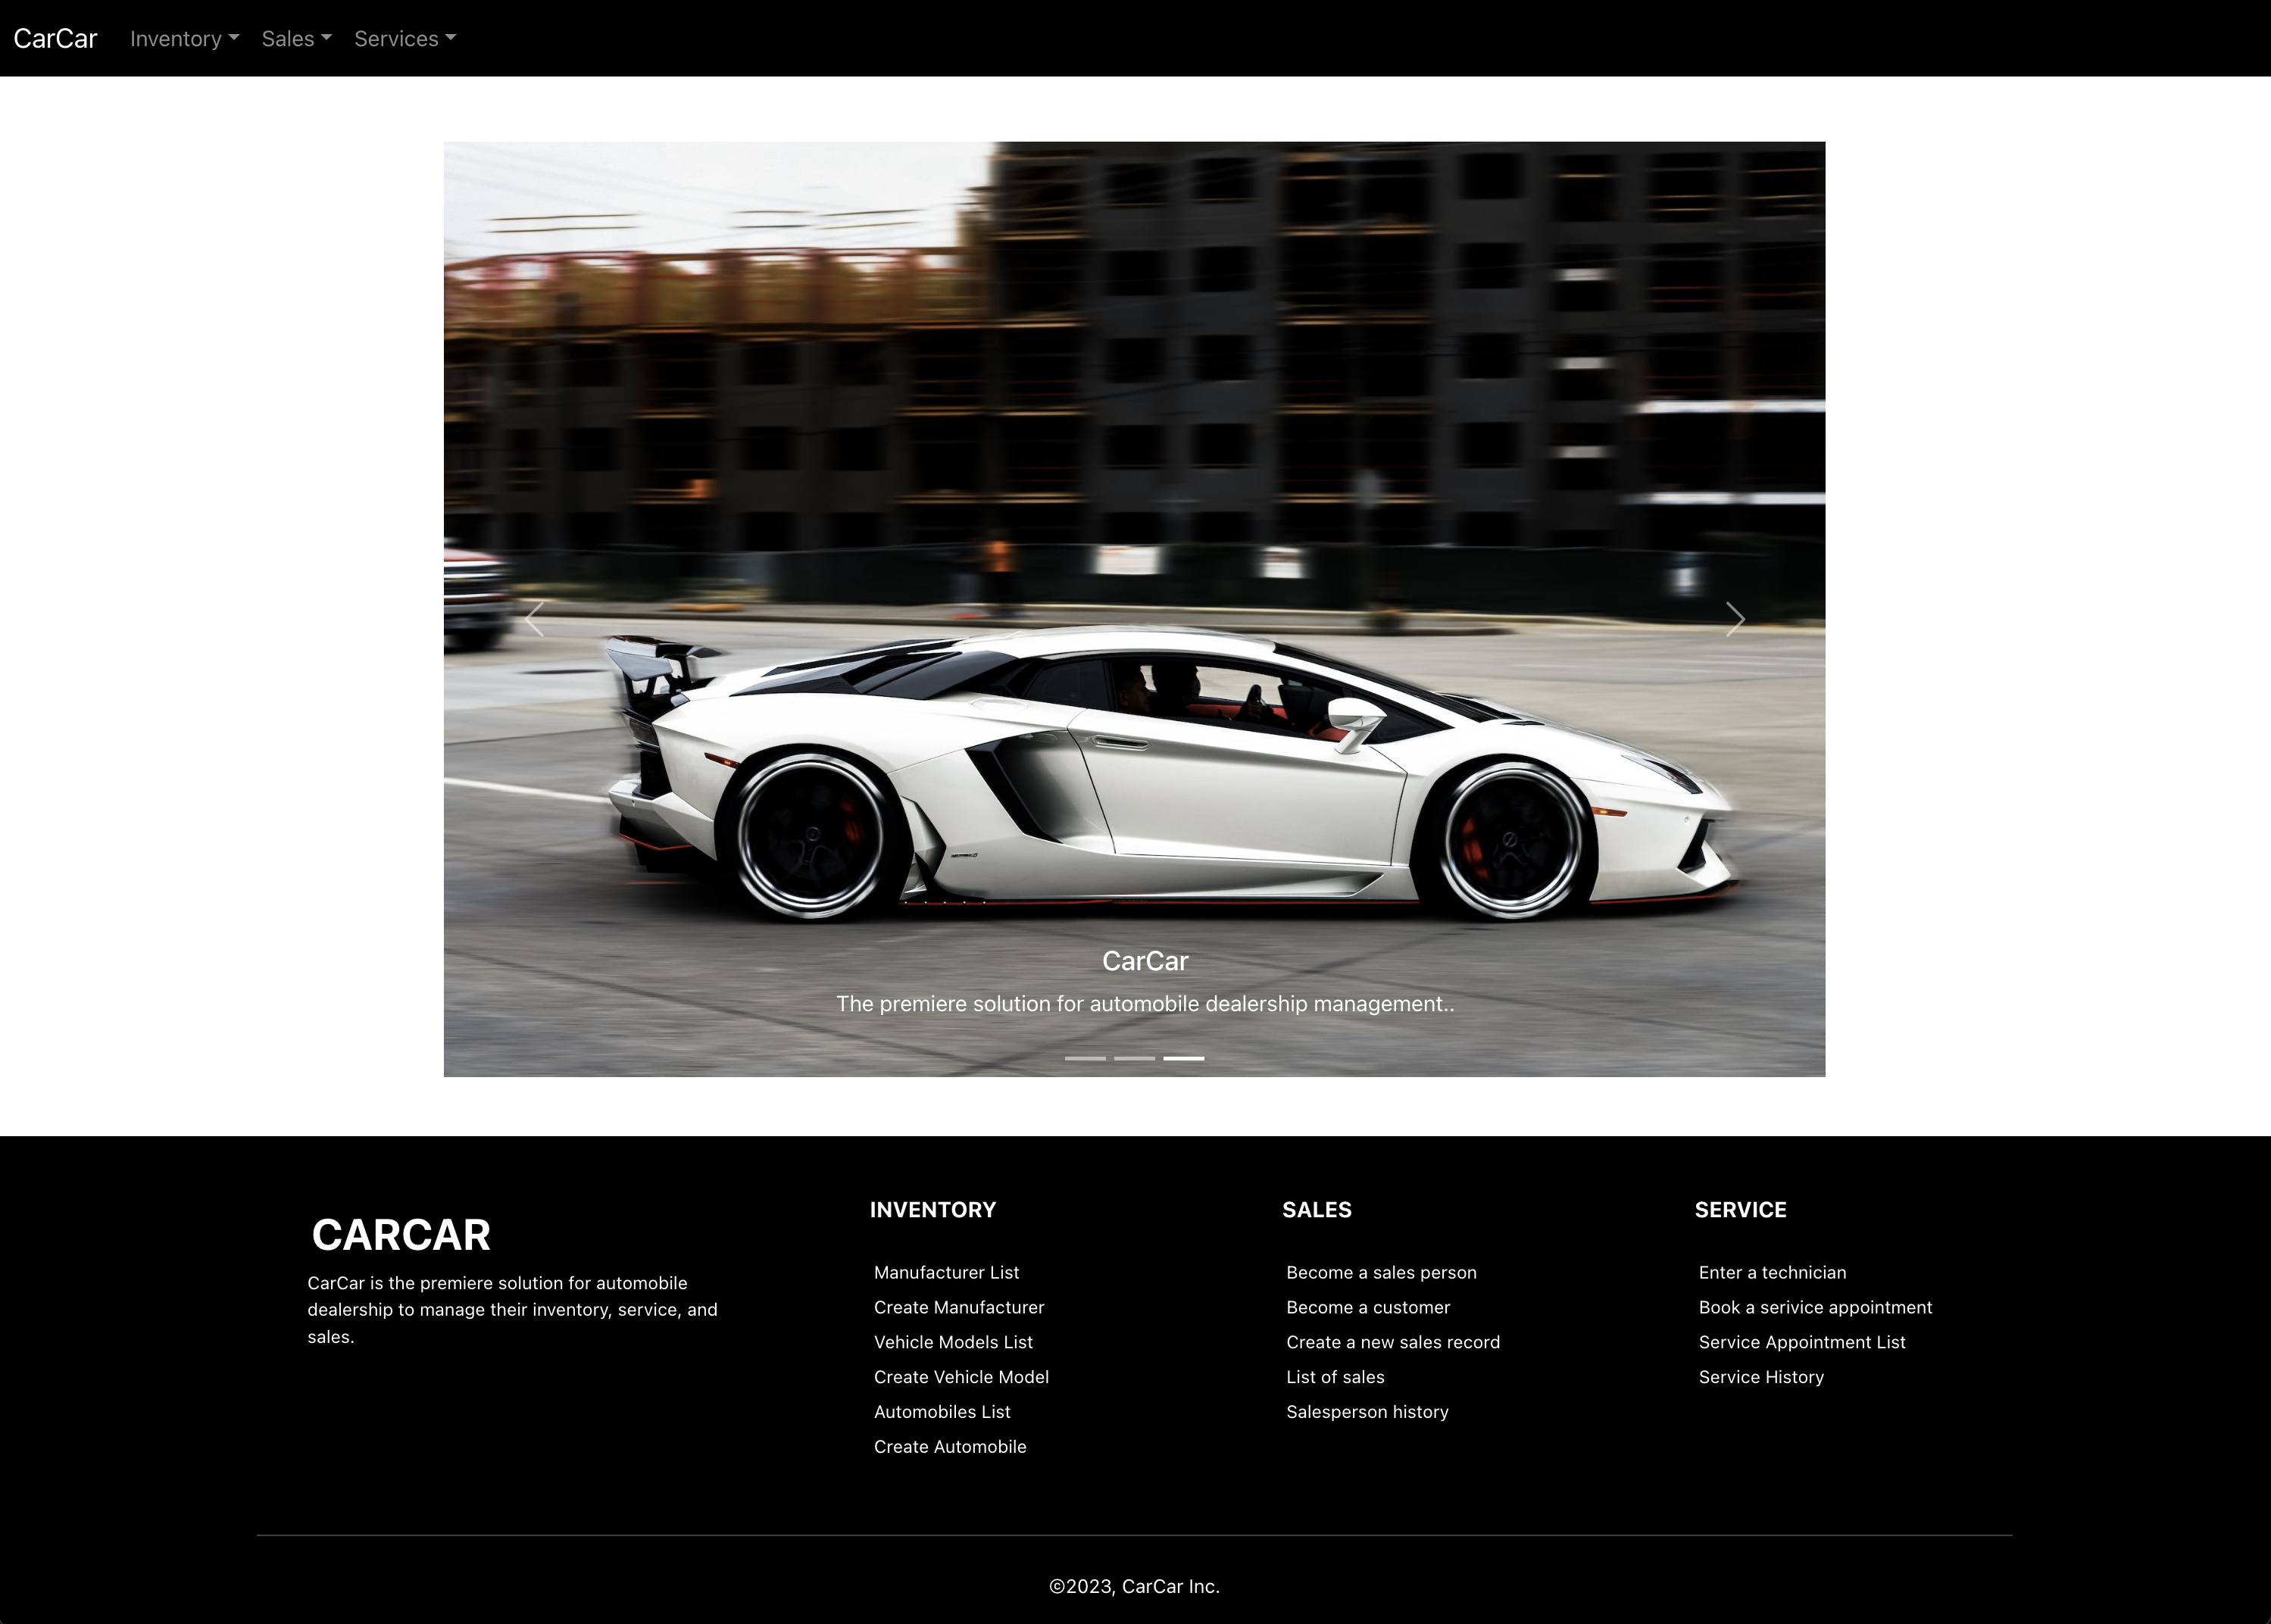 CarCar Inventory Sales Services
CarCar
The premiere solution for automobile dealership management..
CARCAR
CarCar is the premiere solution for automobile
dealership to manage their inventory, service, and
sales.
INVENTORY
Manufacturer List
Create Manufacturer
Vehicle Models List
Create Vehicle Model
Automobiles List
Create Automobile
SALES
Become a sales person
Become a customer
Create a new sales record
List of sales
Salesperson history
SERVICE
Enter a technician
Book a serivice appointment
Service Appointment List
Service History
©2023, CarCar Inc.